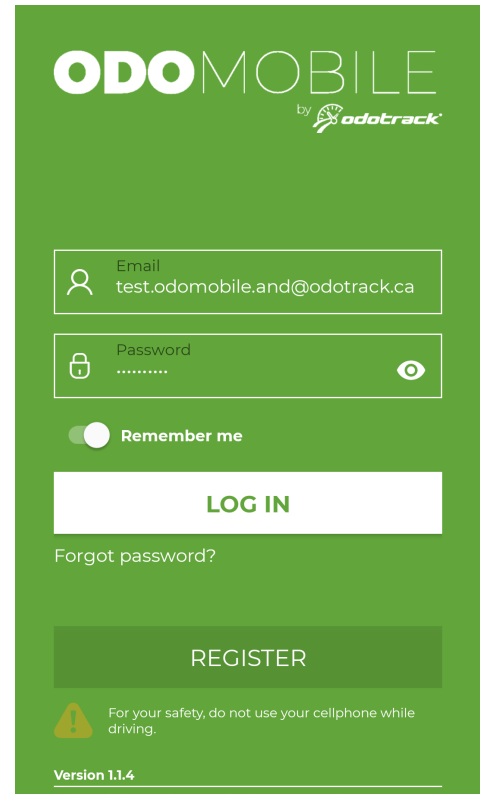 ODOMOBILE
by odotrack
Email
test.odomobile.and@odotrack.ca
Password
..........
Remember me
LOG IN
Forgot password?
REGISTER
For your safety, do not use your cellphone while
driving.
Version 1.1.4